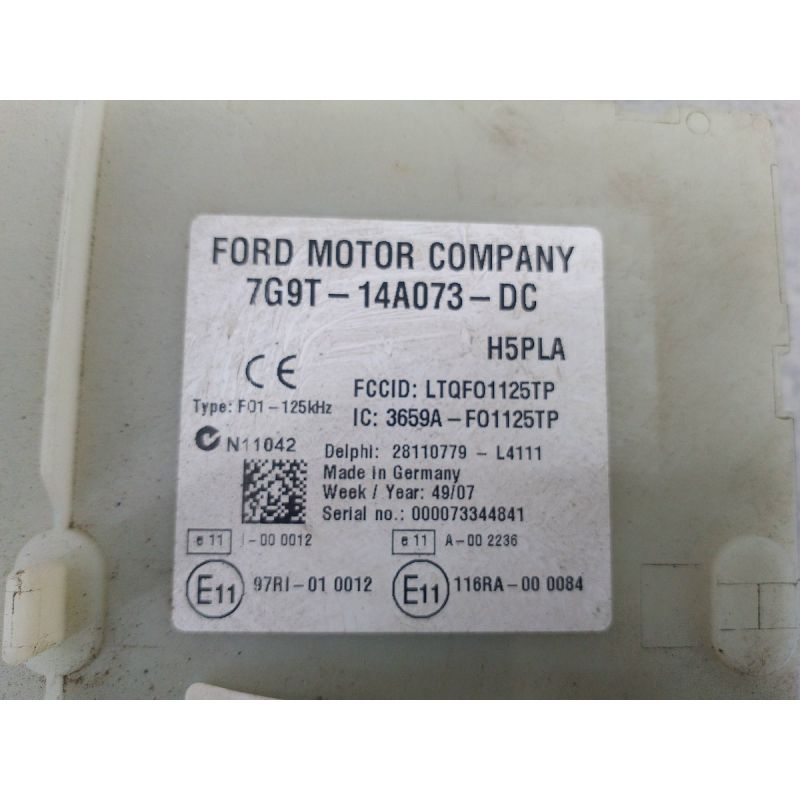 FORD MOTOR COMPANY
7G9T-14A073-DC
H5PLA
CE
FCCID: LTQFO1125TP
Type: FO1-125kHz
IC: 3659A-FO1125TP
N11042
Delphi: 28110779 - L4111
Made in Germany
Week / Year: 49/07
Serial no.: 000073344841
e 11 I-00 0012 e 11 A-00 2236
E11 97RI-01 0012 E11 116RA-00 0084